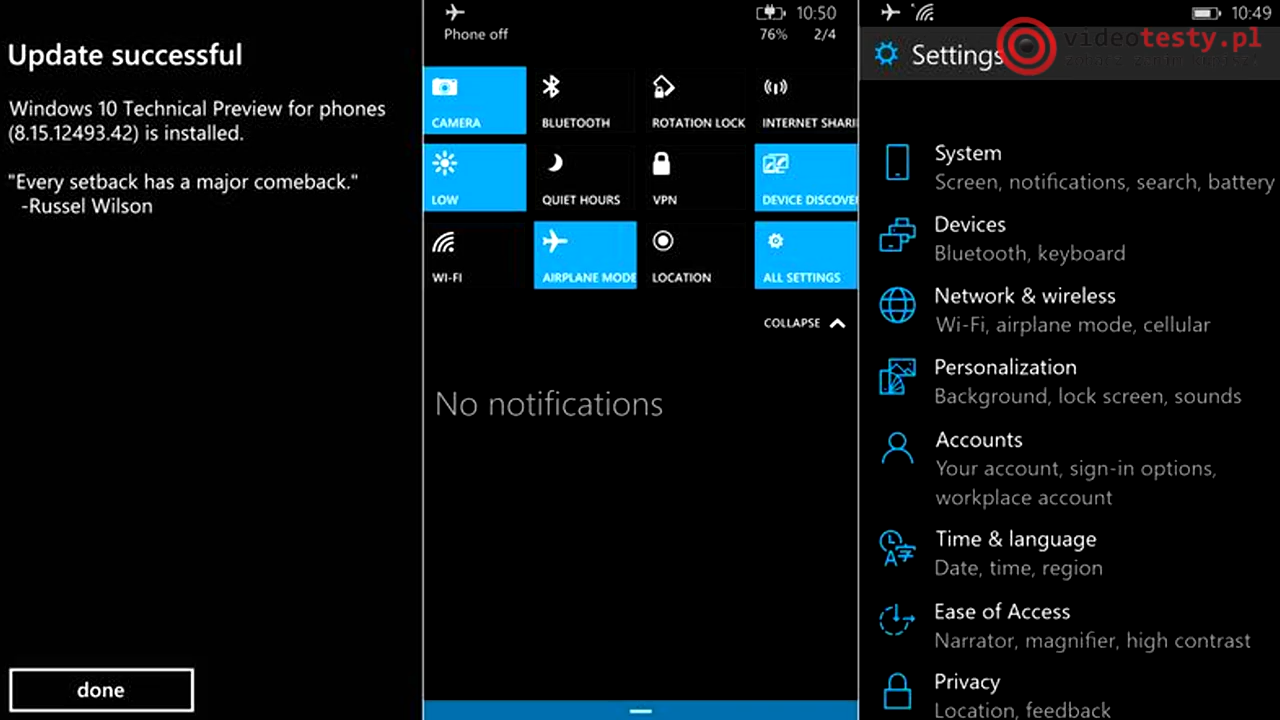 Update successful
Windows 10 Technical Preview for phones
(8.15.12493.42) is installed.
"Every setback has a major comeback."
-Russel Wilson
done
10:50
Phone off
76%
2/4
CAMERA
BLUETOOTH
ROTATION LOCK
INTERNET SHARI
LOW
QUIET HOURS
VPN
DEVICE DISCOVE
WI-FI
AIRPLANE MODE
LOCATION
ALL SETTINGS
COLLAPSE
No notifications
10:49
Settings
videotesty.pl
System
Screen, notifications, search, battery
Devices
Bluetooth, keyboard
Network & wireless
Wi-Fi, airplane mode, cellular
Personalization
Background, lock screen, sounds
Accounts
Your account, sign-in options,
workplace account
Time & language
Date, time, region
Ease of Access
Narrator, magnifier, high contrast
Privacy
Location, feedback